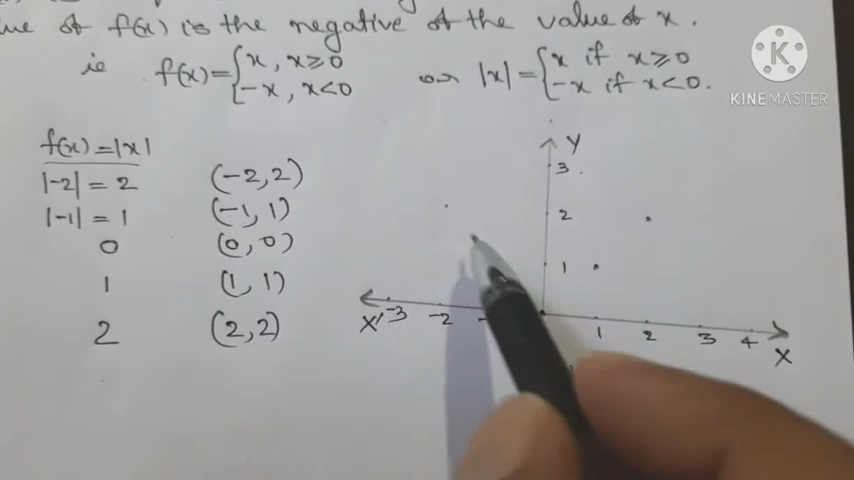 of f(x) is the negative of the value of x.
ie f(x)={x, x≥0 or |x|={x if x≥0
{-x, x<0 {-x if x<0.
KINEMASTER
f(x)=|x|
|-2| = 2 (-2, 2)
|-1| = 1 (-1, 1)
0 (0, 0)
1 (1, 1)
2 (2,2)
Y
3
2
1
X' -3 -2 - 1 2 3 4 X